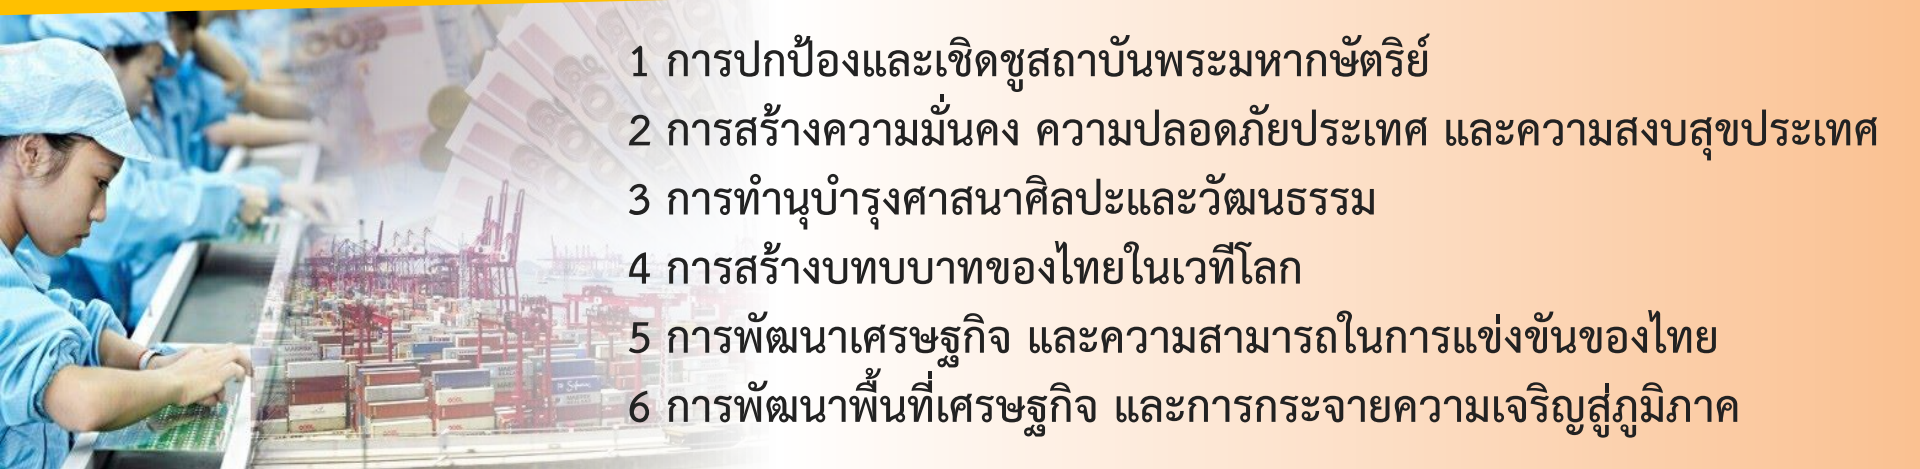 1 การปกป้องและเชิดชูสถาบันพระมหากษัตริย์
2 การสร้างความมั่นคง ความปลอดภัยประเทศ และความสงบสุขประเทศ
3 การทำนุบำรุงศาสนาศิลปะและวัฒนธรรม
4 การสร้างบทบบาทของไทยในเวทีโลก
5 การพัฒนาเศรษฐกิจ และความสามารถในการแข่งขันของไทย
6 การพัฒนาพื้นที่เศรษฐกิจ และการกระจายความเจริญสู่ภูมิภาค